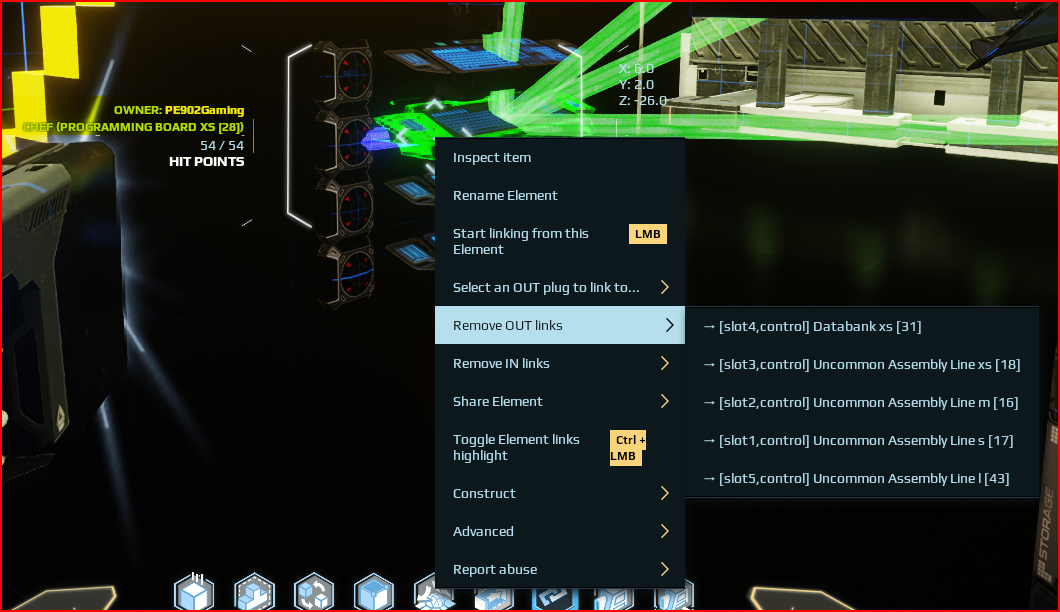 X: 6.0
Y: 2.0
Z: -26.0
OWNER: PE902Gaming
CHEF (PROGRAMMING BOARD XS [28])
54 / 54
HIT POINTS
Inspect item
Rename Element
Start linking from this
Element
LMB
Select an OUT plug to link to...
Remove OUT links
→ [slot4,control] Databank xs [31]
→ [slot3,control] Uncommon Assembly Line xs [18]
→ [slot2,control] Uncommon Assembly Line m [16]
→ [slot1,control] Uncommon Assembly Line s [17]
→ [slot5,control] Uncommon Assembly Line l [43]
Remove IN links
Share Element
Toggle Element links
highlight
Ctrl +
LMB
Construct
Advanced
Report abuse
STORAGE